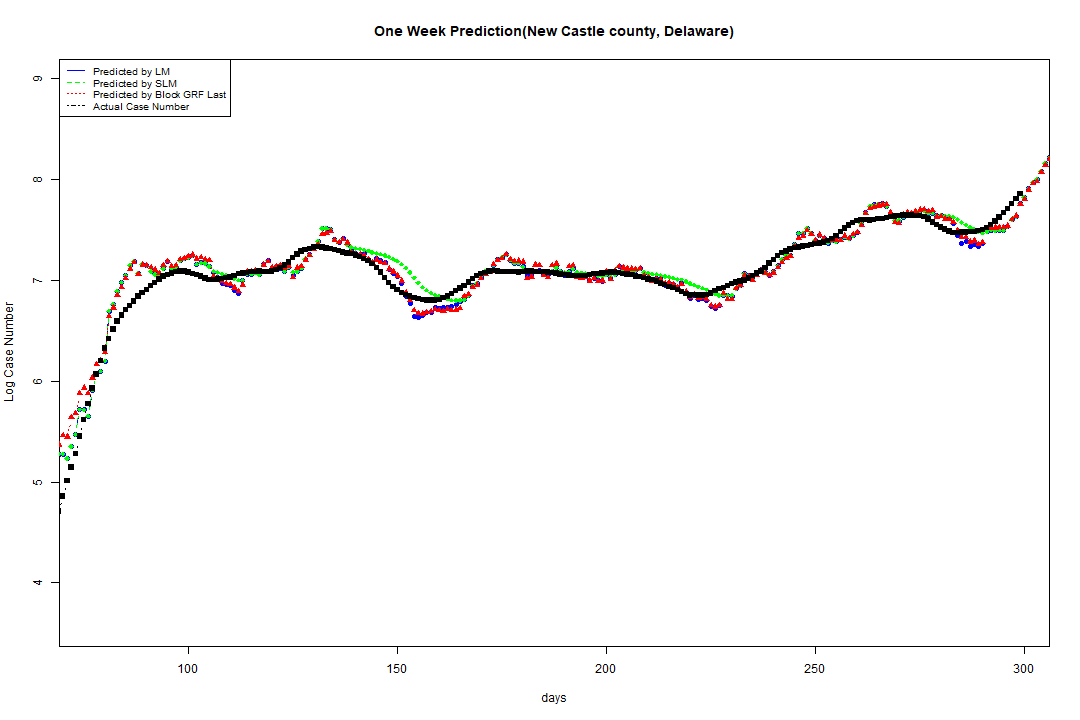 One Week Prediction(New Castle county, Delaware)
Predicted by LM
Predicted by SLM
Predicted by Block GRF Last
Actual Case Number
9
8
7
6
5
4
Log Case Number
100 150 200 250 300
days